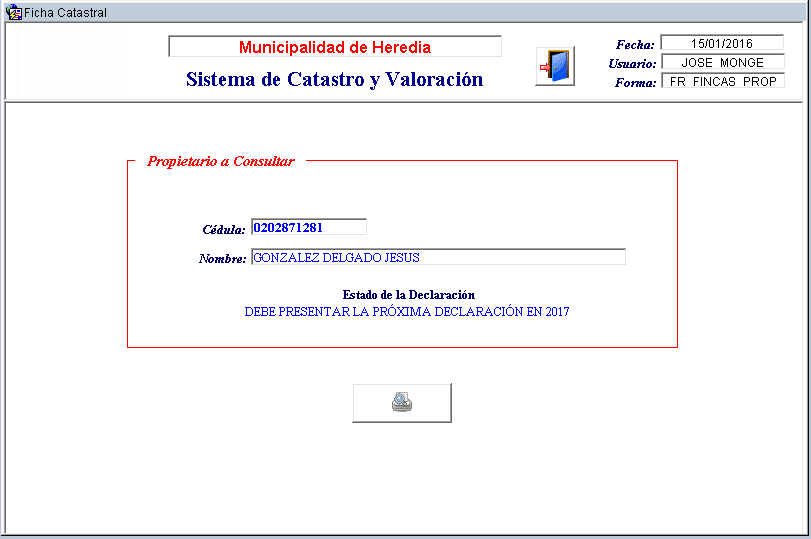 Ficha Catastral
Municipalidad de Heredia
Sistema de Catastro y Valoración
Fecha: 15/01/2016
Usuario: JOSE MONGE
Forma: FR FINCAS PROP
Propietario a Consultar
Cédula: 0202871281
Nombre: GONZALEZ DELGADO JESUS
Estado de la Declaración
DEBE PRESENTAR LA PRÓXIMA DECLARACIÓN EN 2017